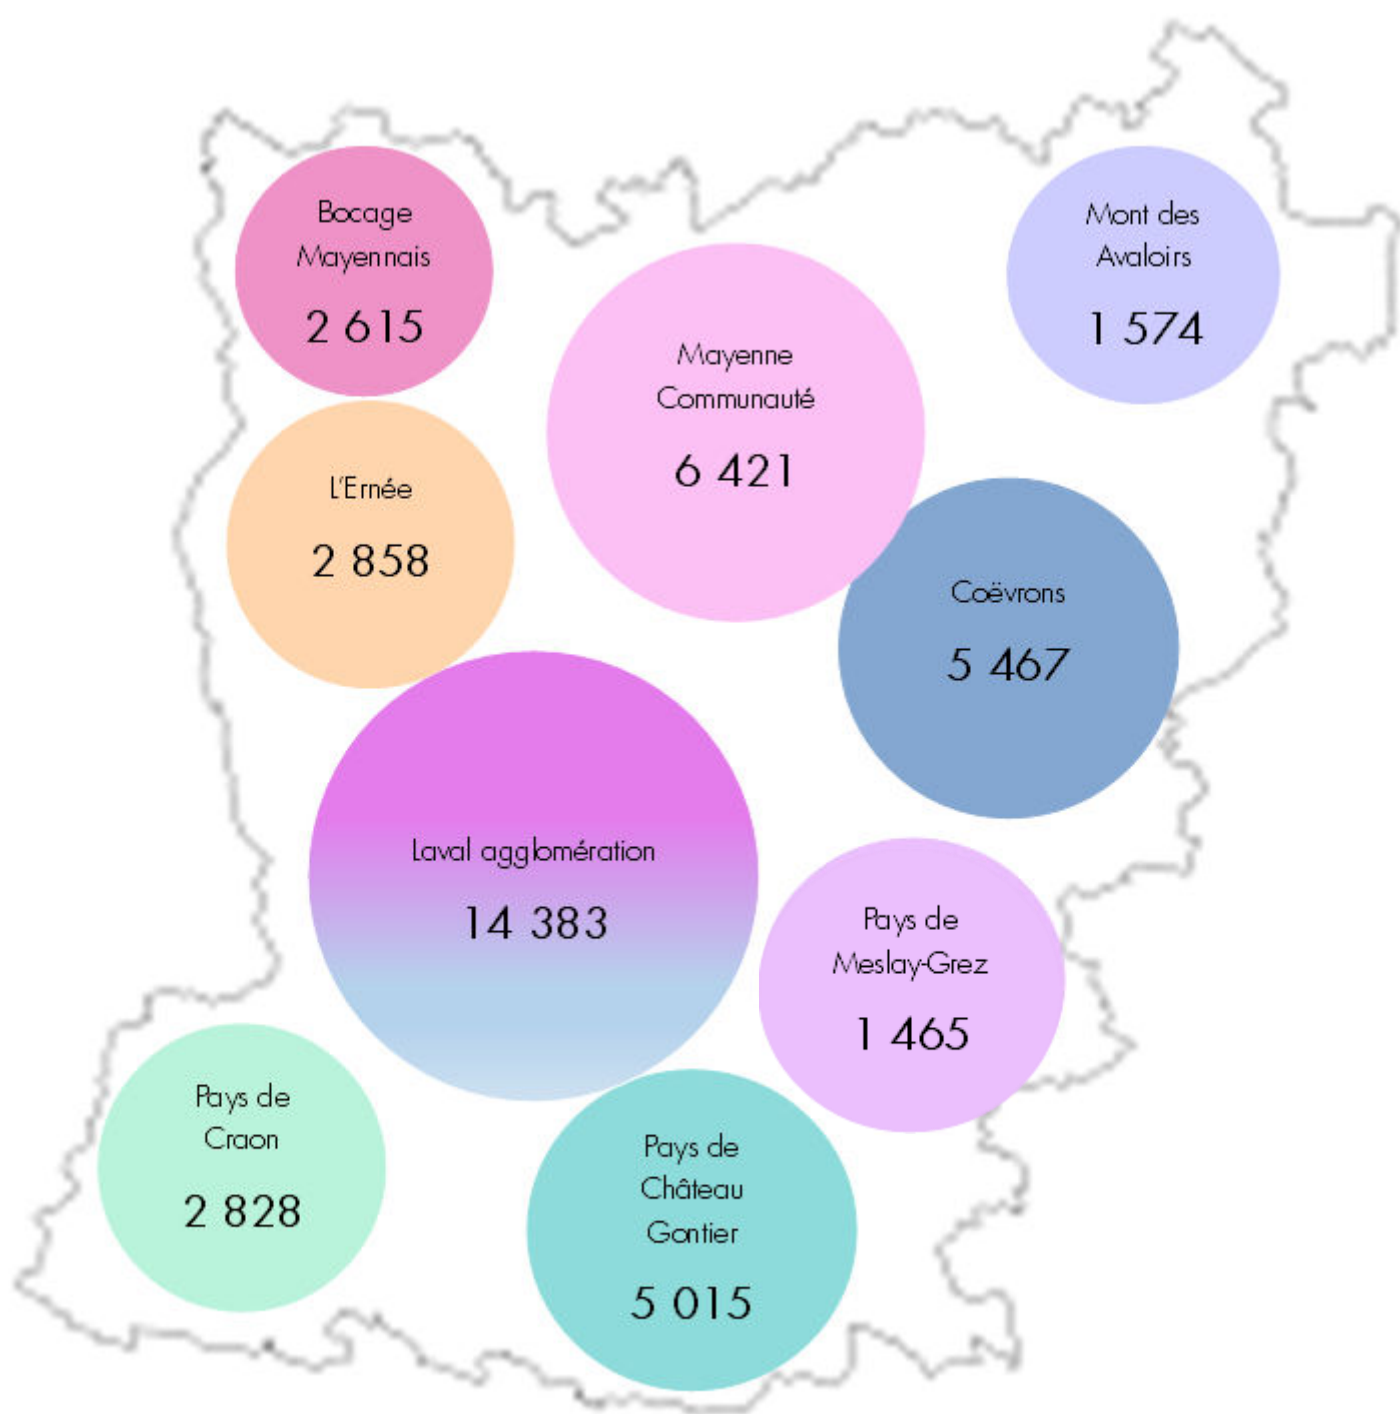 Bocage
Mayennais
2 615
Mont des
Avaloirs
1 574
Mayenne
Communauté
6 421
L'Ernée
2 858
Coëvrons
5 467
Laval agglomération
14 383
Pays de
Meslay-Grez
1 465
Pays de
Craon
2 828
Pays de
Château
Gontier
5 015